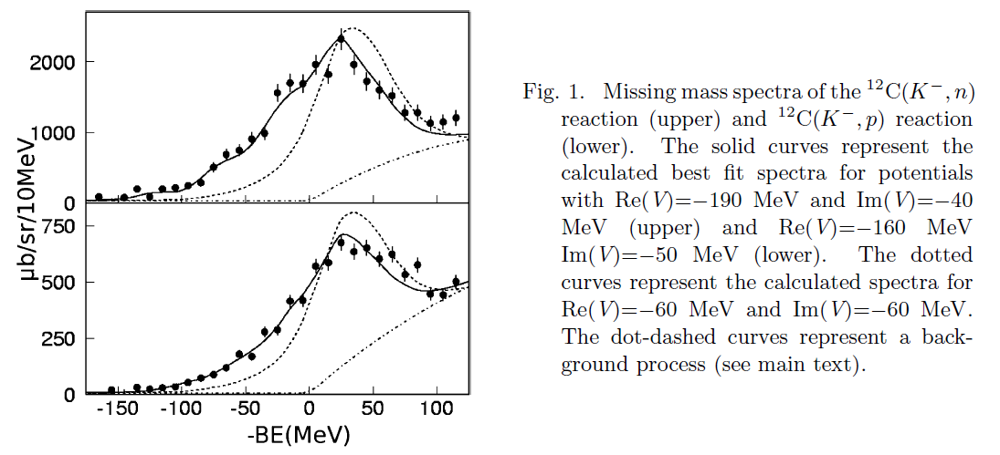 2000
1000
0
750
500
250
0
μb/sr/10MeV
-150 -100 -50 0 50 100
-BE(MeV)
Fig. 1. Missing mass spectra of the ¹²C(K⁻, n)
reaction (upper) and ¹²C(K⁻, p) reaction
(lower). The solid curves represent the
calculated best fit spectra for potentials
with Re(V)=−190 MeV and Im(V)=−40
MeV (upper) and Re(V)=−160 MeV
Im(V)=−50 MeV (lower). The dotted
curves represent the calculated spectra for
Re(V)=−60 MeV and Im(V)=−60 MeV.
The dot-dashed curves represent a back-
ground process (see main text).